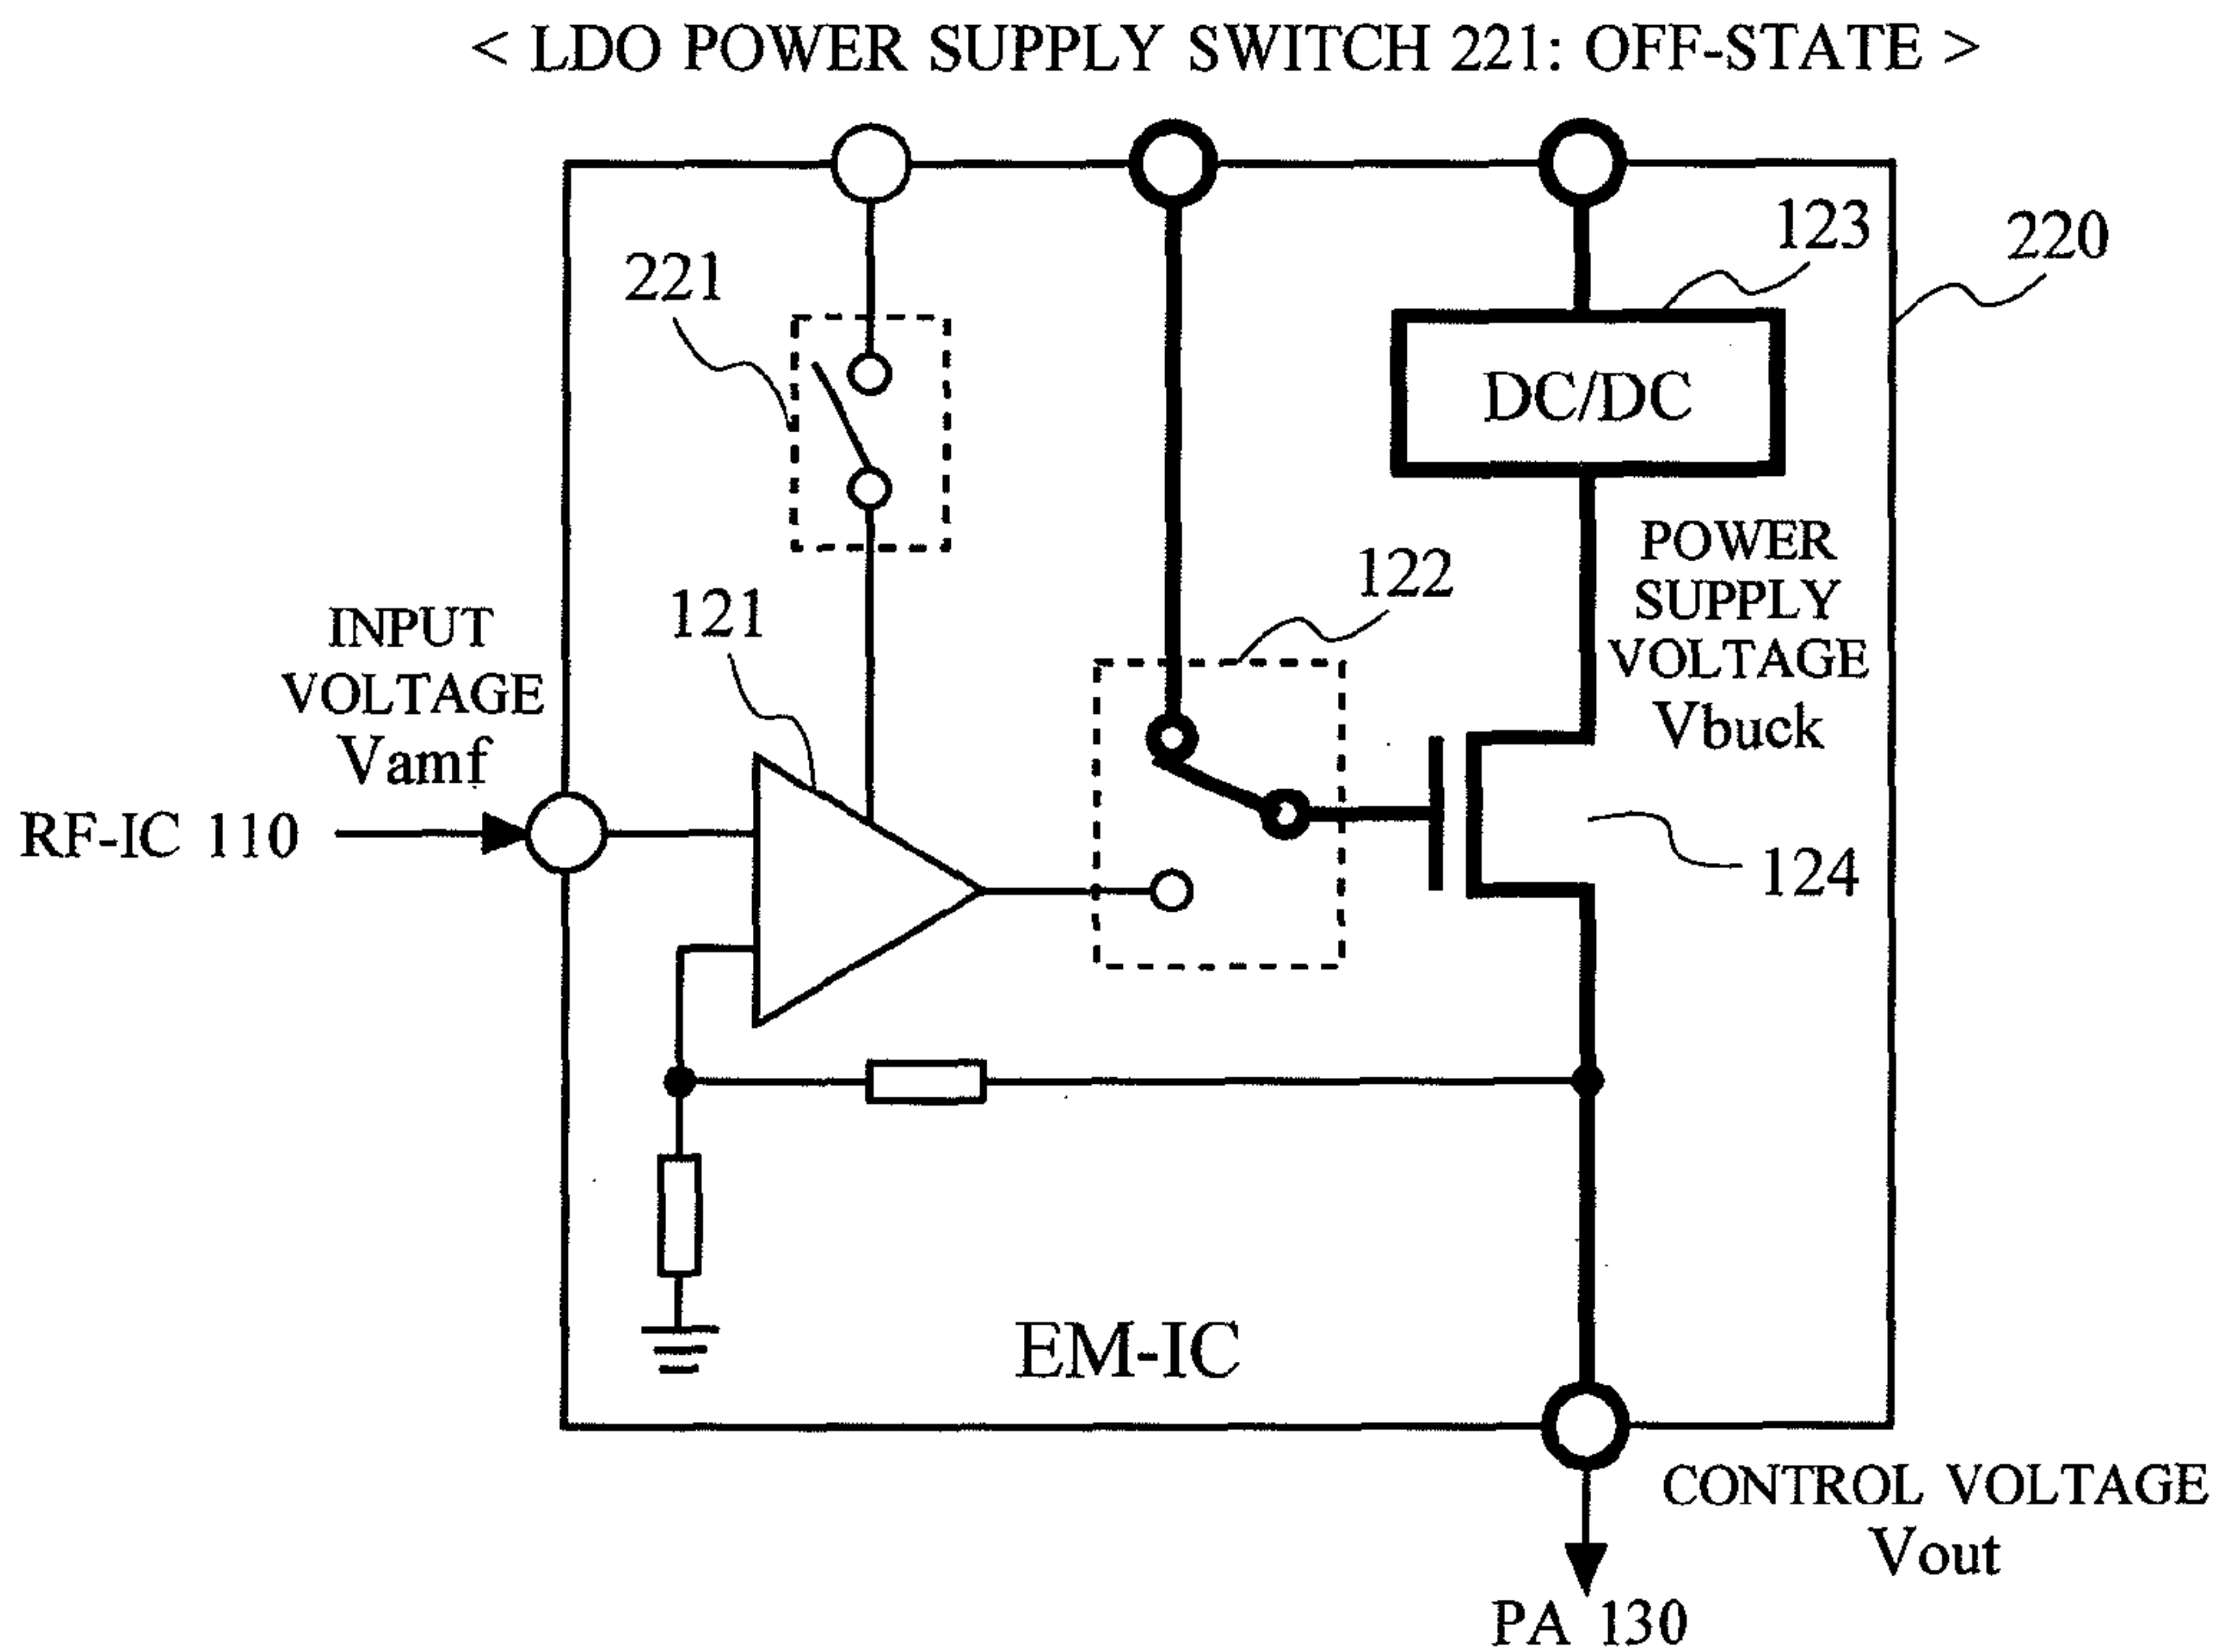 < LDO POWER SUPPLY SWITCH 221: OFF-STATE >
123
220
221
DC/DC
POWER
SUPPLY
VOLTAGE
Vbuck
122
121
INPUT
VOLTAGE
Vamf
RF-IC 110
124
EM-IC
CONTROL VOLTAGE
Vout
PA 130